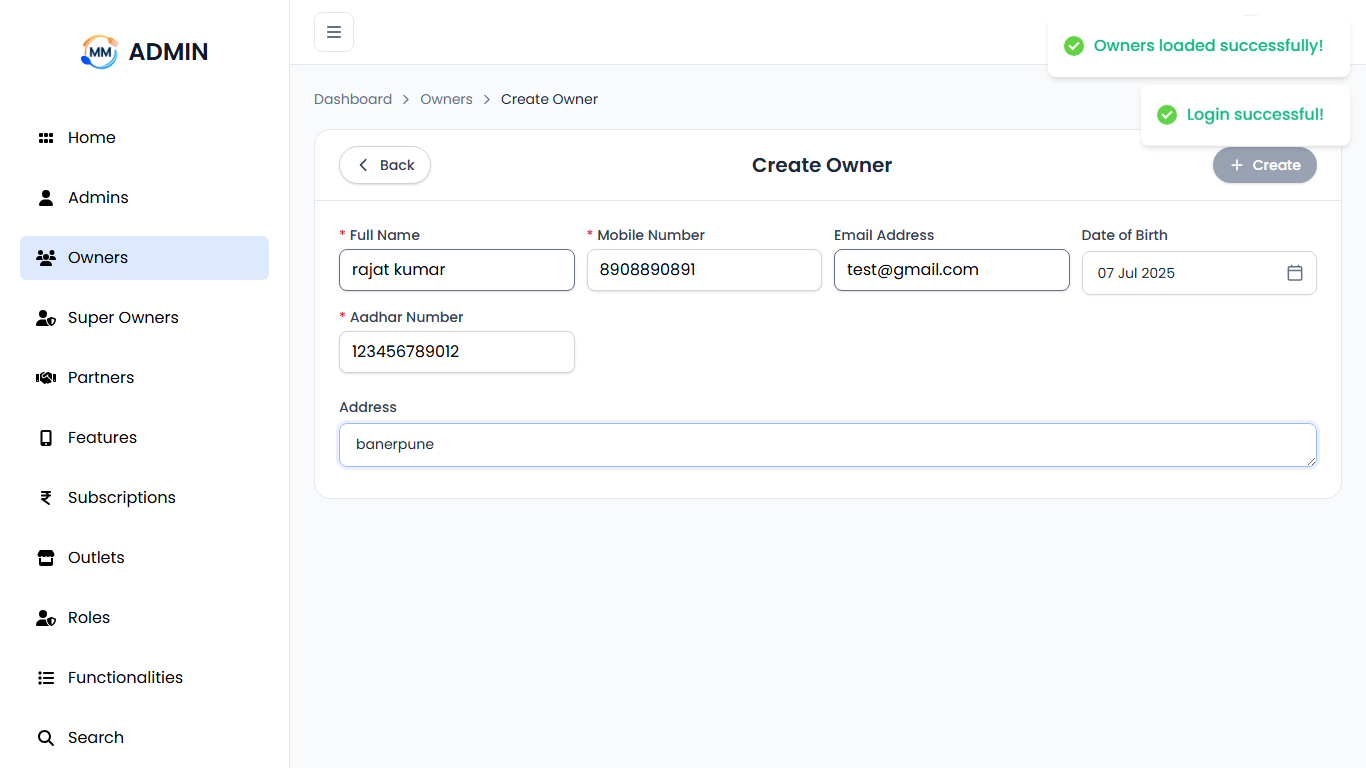 MM ADMIN
Home
Admins
Owners
Super Owners
Partners
Features
Subscriptions
Outlets
Roles
Functionalities
Search
Owners loaded successfully!
Login successful!
Dashboard > Owners > Create Owner
Back
Create Owner
+ Create
* Full Name
rajat kumar
* Mobile Number
8908890891
Email Address
test@gmail.com
Date of Birth
07 Jul 2025
* Aadhar Number
123456789012
Address
banerpune